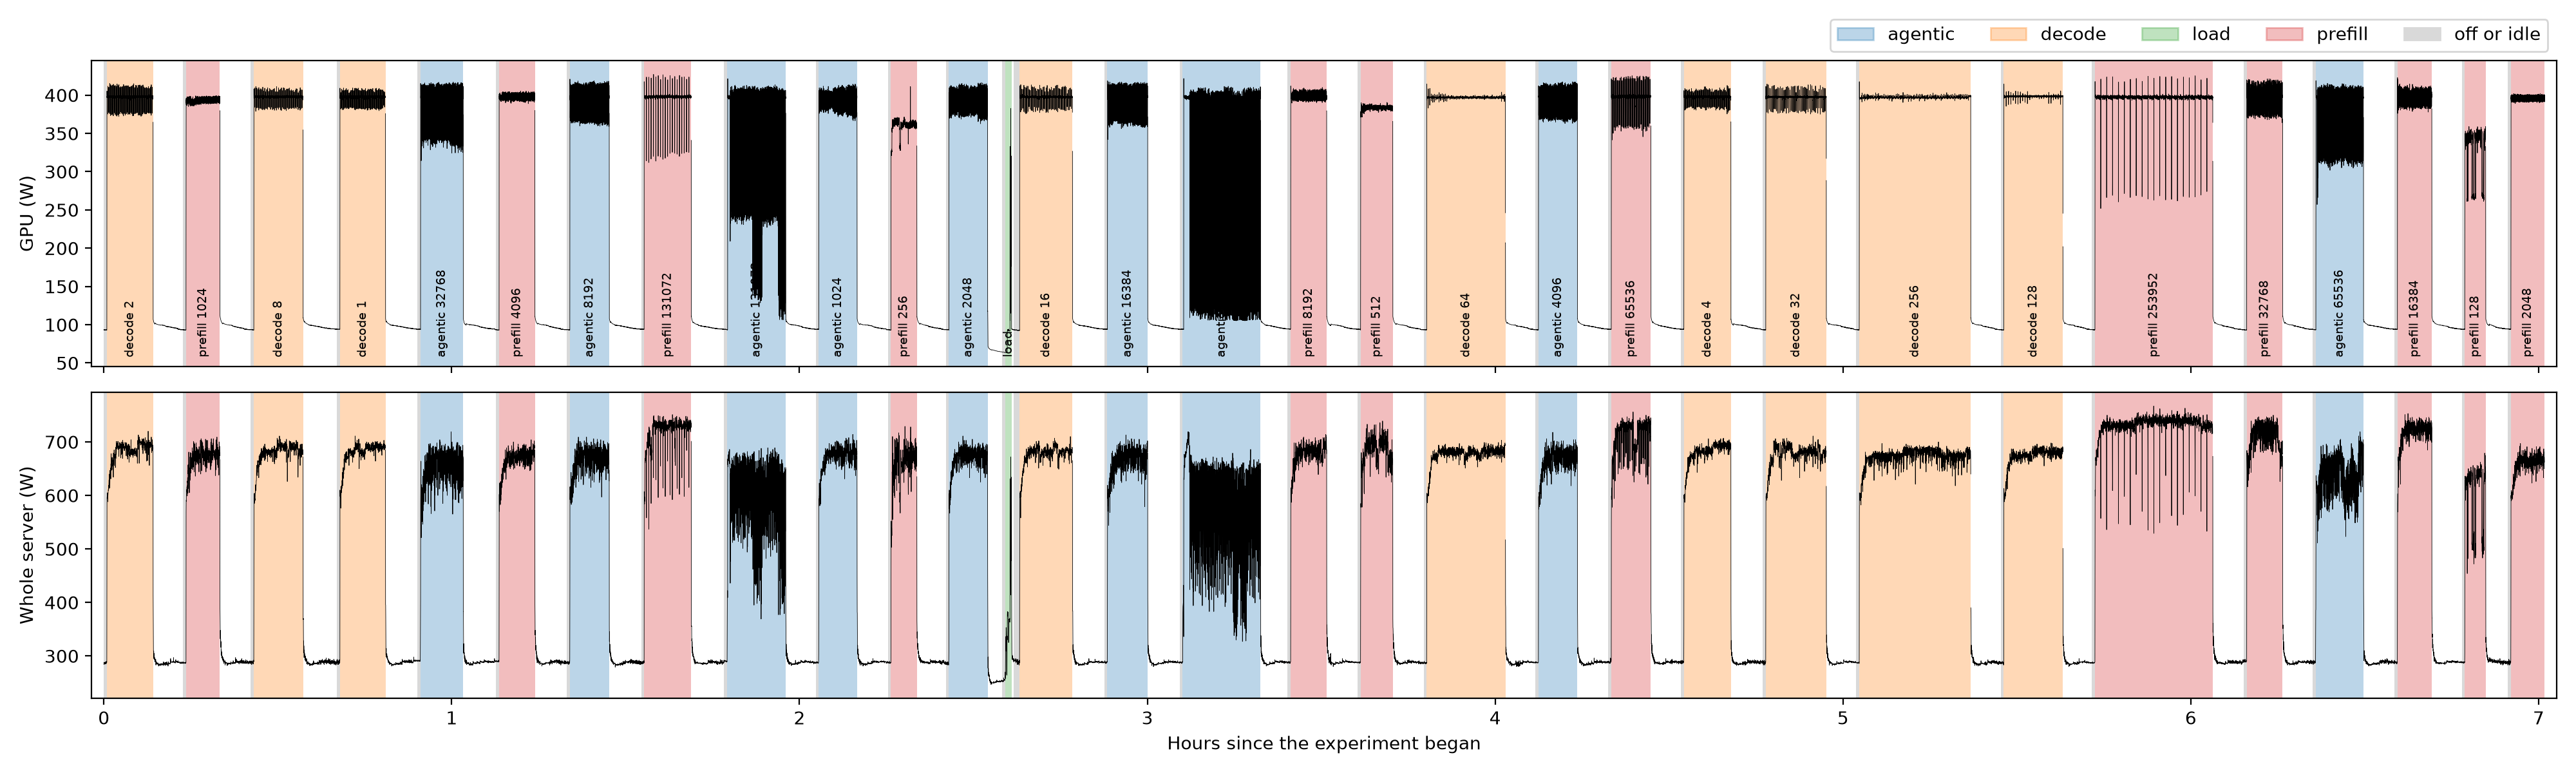 agentic
decode
load
prefill
off or idle
GPU (W)
400
350
300
250
200
150
100
50
decode 2
prefill 1024
decode 8
decode 1
agentic 32768
prefill 4096
agentic 8192
prefill 131072
agentic
agentic 1024
prefill 256
agentic 2048
load
decode 16
agentic 16384
agentic
prefill 8192
prefill 512
decode 64
agentic 4096
prefill 65536
decode 4
decode 32
decode 256
decode 128
prefill 253952
prefill 32768
agentic 65536
prefill 16384
prefill 128
prefill 2048
Whole server (W)
700
600
500
400
300
0
1
2
3
4
5
6
7
Hours since the experiment began